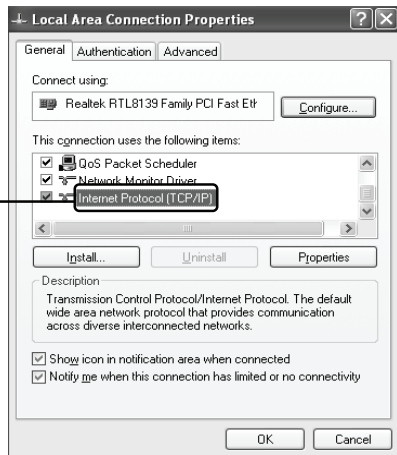 Local Area Connection Properties
General Authentication Advanced
Connect using:
Realtek RTL8139 Family PCI Fast Eth
Configure...
This connection uses the following items:
QoS Packet Scheduler
Network Monitor Driver
Internet Protocol (TCP/IP)
Install... Uninstall Properties
Description
Transmission Control Protocol/Internet Protocol. The default
wide area network protocol that provides communication
across diverse interconnected networks.
Show icon in notification area when connected
Notify me when this connection has limited or no connectivity
OK Cancel